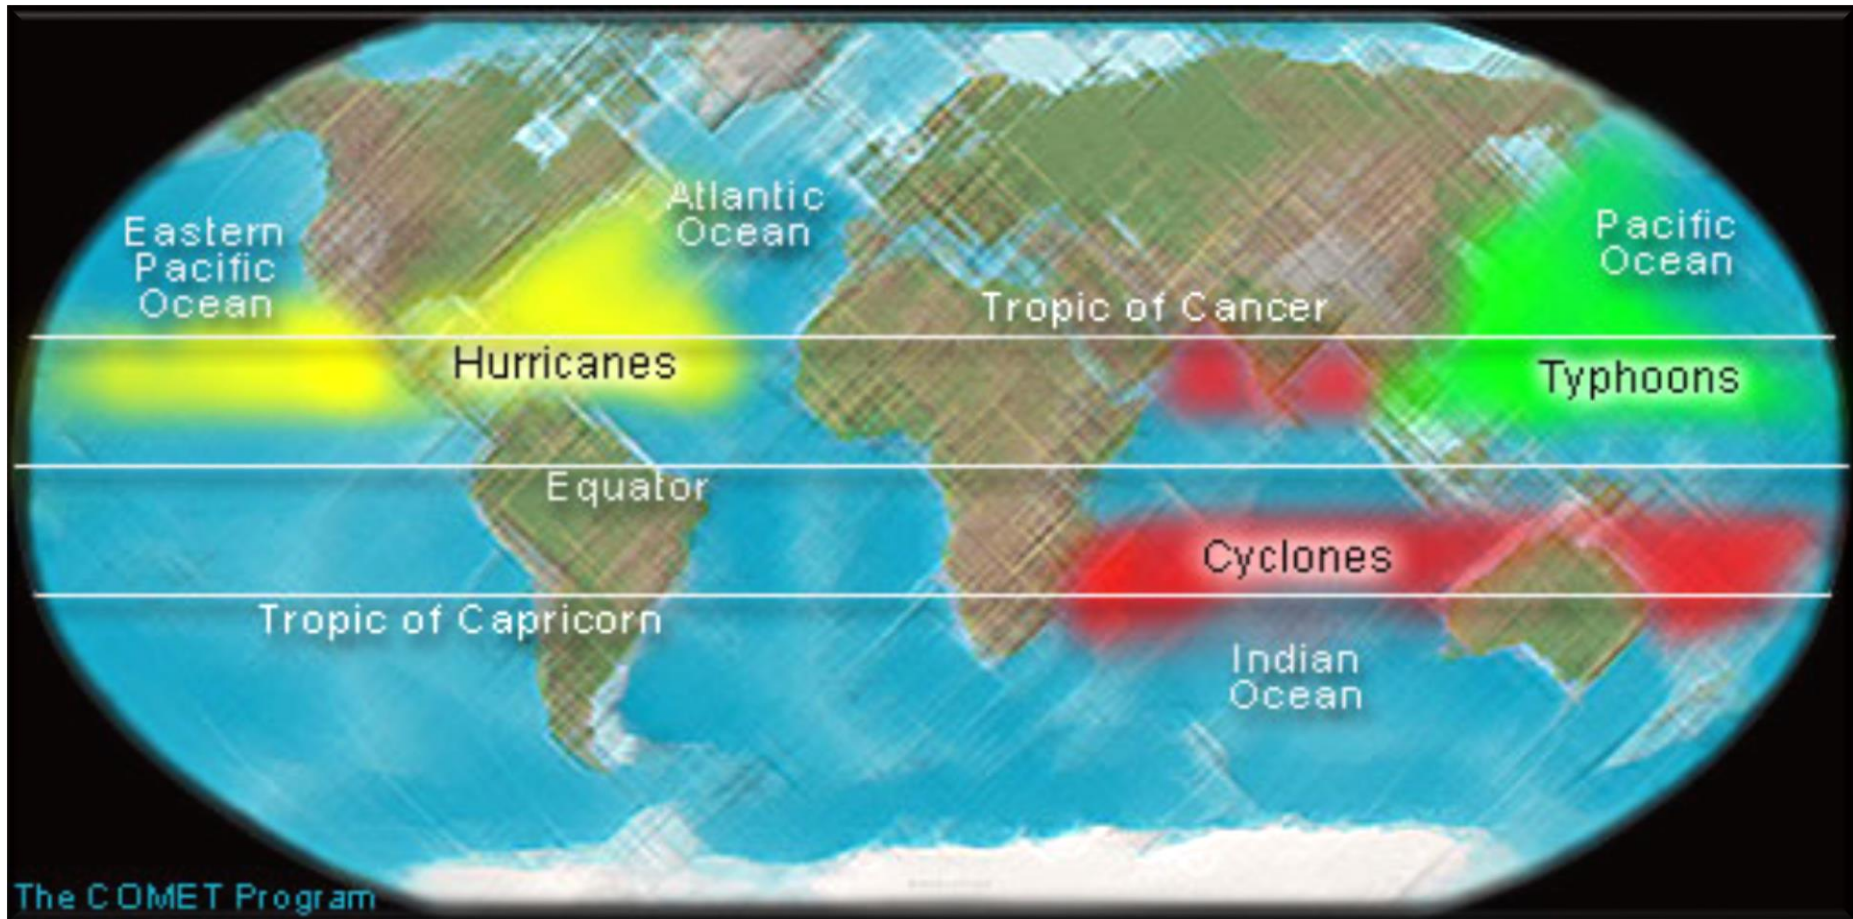 Atlantic
Ocean
Eastern
Pacific
Ocean
Pacific
Ocean
Tropic of Cancer
Hurricanes
Typhoons
Equator
Cyclones
Tropic of Capricorn
Indian
Ocean
The COMET Program